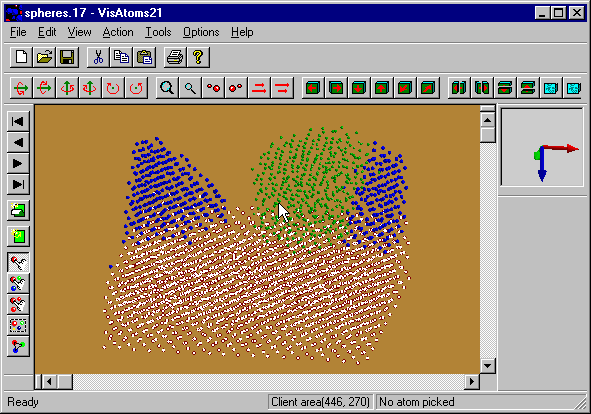 spheres.17 - VisAtoms21
File Edit View Action Tools Options Help
Ready Client area(446, 270) No atom picked